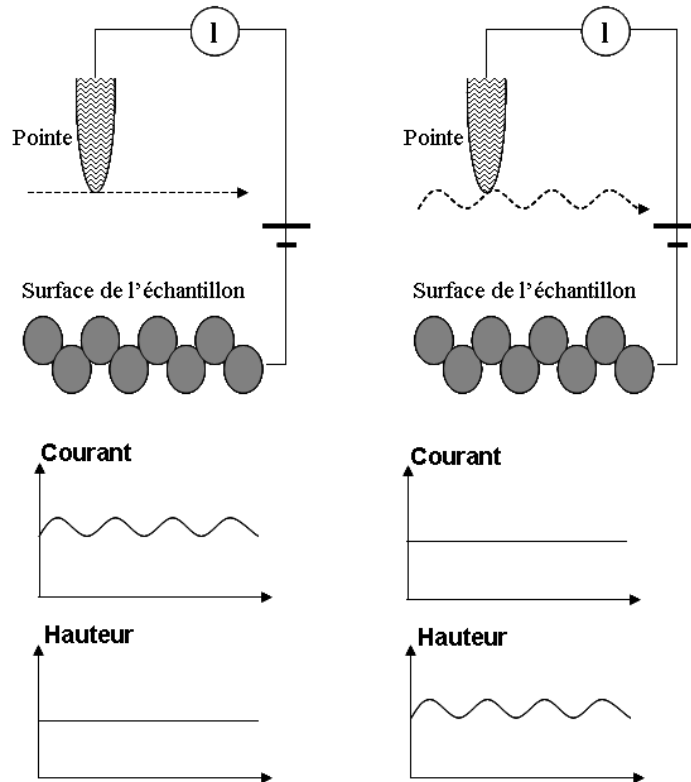 I
Pointe
Surface de l'échantillon
Courant
Hauteur
I
Pointe
Surface de l'échantillon
Courant
Hauteur